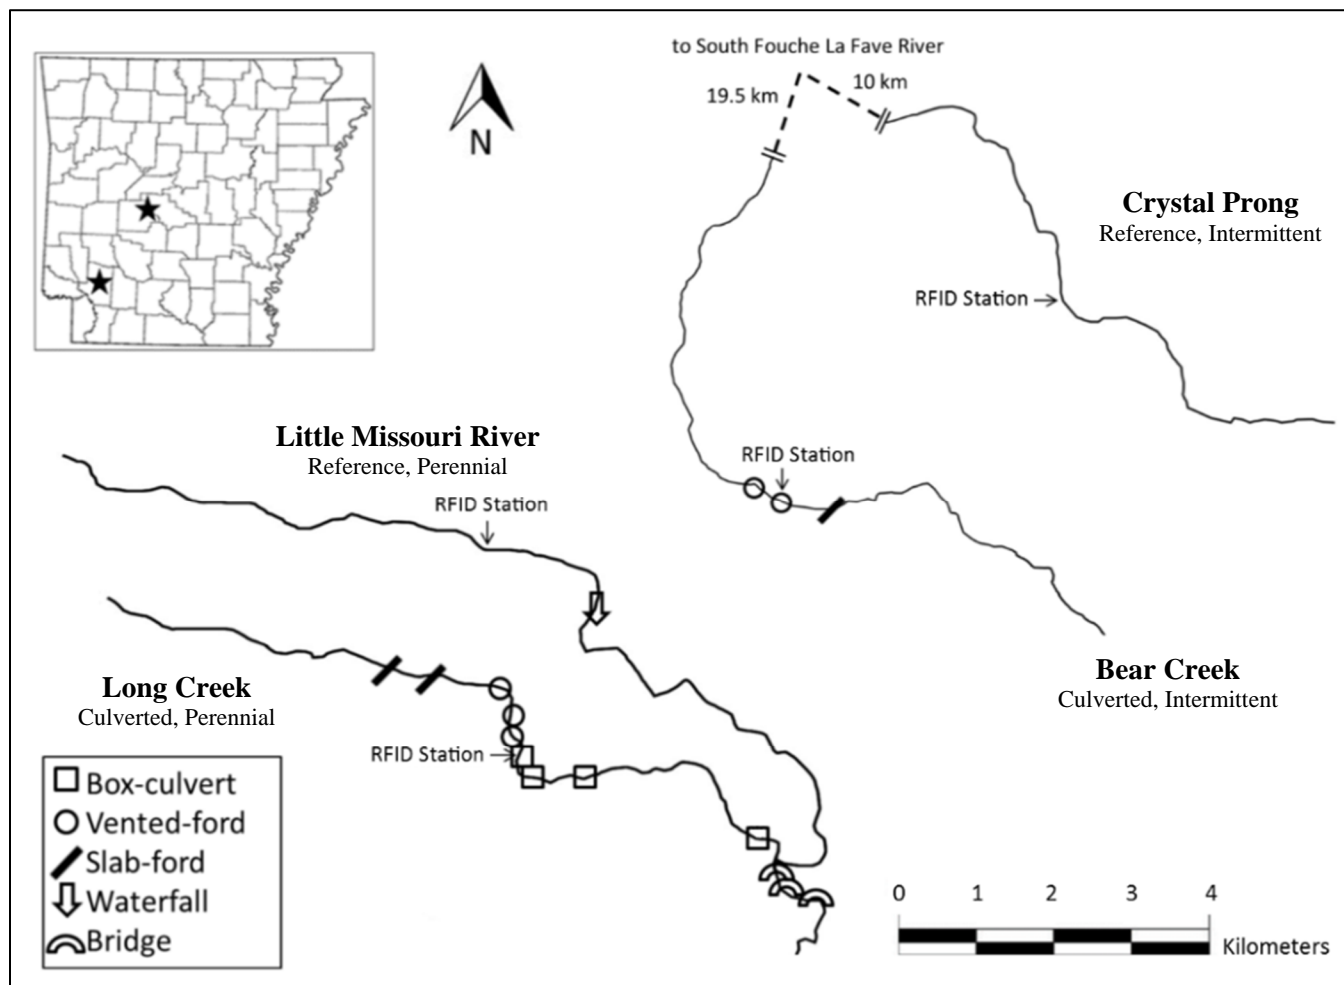 to South Fouche La Fave River
19.5 km
10 km
N
Crystal Prong
Reference, Intermittent
RFID Station
Little Missouri River
Reference, Perennial
RFID Station
RFID Station
Long Creek
Culverted, Perennial
Bear Creek
Culverted, Intermittent
RFID Station
Box-culvert
Vented-ford
Slab-ford
Waterfall
Bridge
0 1 2 3 4
Kilometers